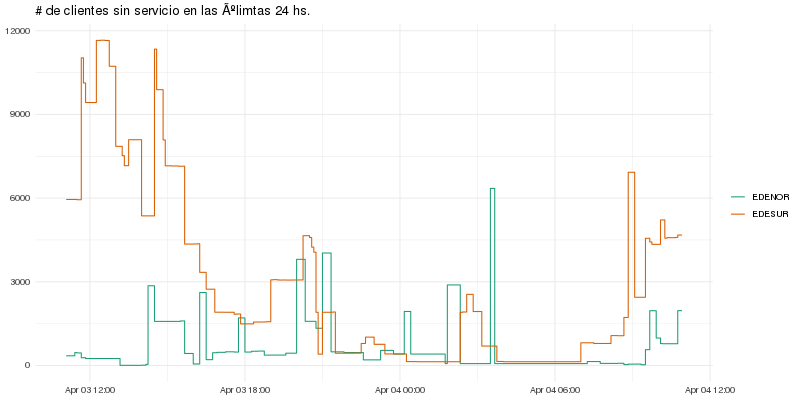 # de clientes sin servicio en las Ãºlimtas 24 hs.
12000
9000
6000
3000
0
Apr 03 12:00
Apr 03 18:00
Apr 04 00:00
Apr 04 06:00
Apr 04 12:00
EDENOR
EDESUR